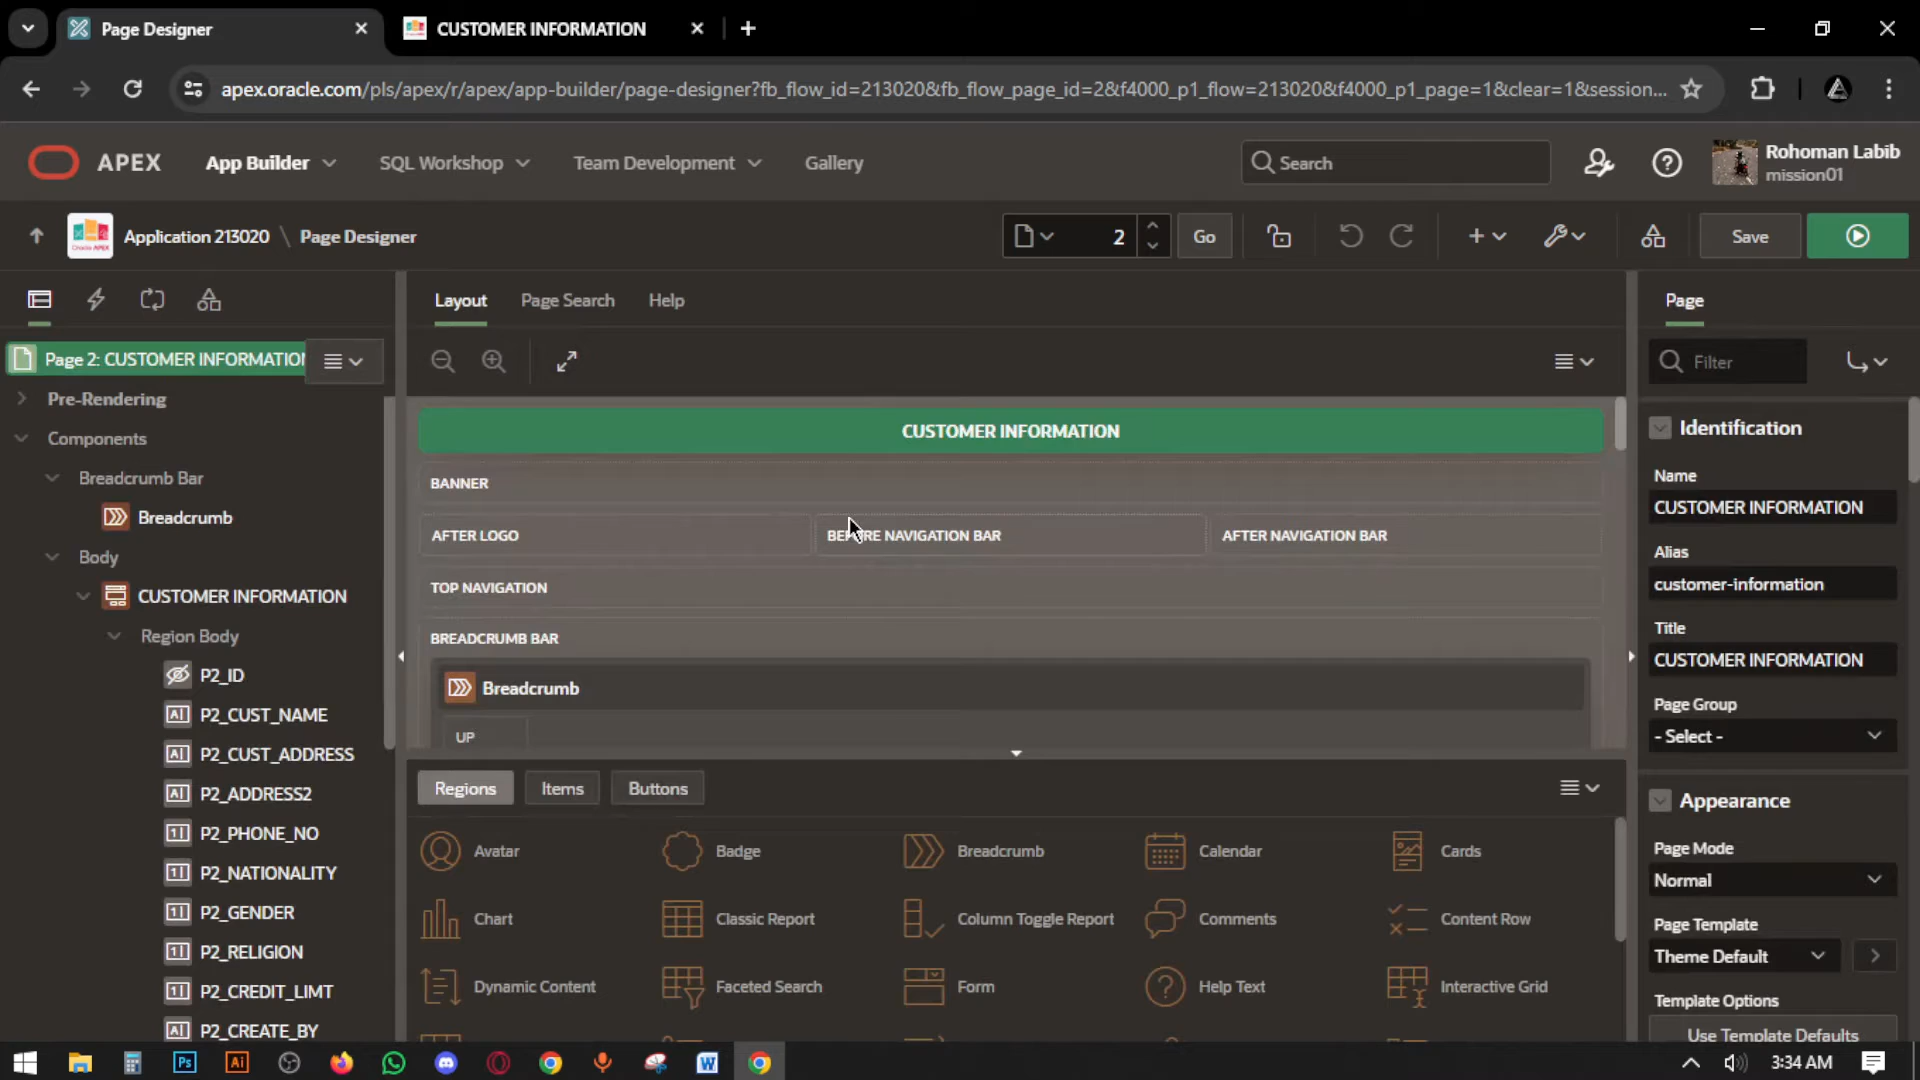 Page Designer
CUSTOMER INFORMATION
apex.oracle.com/pls/apex/r/apex/app-builder/page-designer?fb_flow_id=213020&fb_flow_page_id=2&f4000_p1_flow=213020&f4000_p1_page=1&clear=1&session...
APEX
App Builder
SQL Workshop
Team Development
Gallery
Search
Rohoman Labib
mission01
Application 213020 \ Page Designer
2
Go
Save
Layout
Page Search
Help
Page
Page 2: CUSTOMER INFORMATION
Filter
Pre-Rendering
Components
Breadcrumb Bar
Breadcrumb
Body
CUSTOMER INFORMATION
Region Body
P2_ID
P2_CUST_NAME
P2_CUST_ADDRESS
P2_ADDRESS2
P2_PHONE_NO
P2_NATIONALITY
P2_GENDER
P2_RELIGION
P2_CREDIT_LIMT
P2_CREATE_BY
CUSTOMER INFORMATION
BANNER
AFTER LOGO
BEFORE NAVIGATION BAR
AFTER NAVIGATION BAR
TOP NAVIGATION
BREADCRUMB BAR
Breadcrumb
UP
Regions
Items
Buttons
Avatar
Badge
Breadcrumb
Calendar
Cards
Chart
Classic Report
Column Toggle Report
Comments
Content Row
Dynamic Content
Faceted Search
Form
Help Text
Interactive Grid
Identification
Name
CUSTOMER INFORMATION
Alias
customer-information
Title
CUSTOMER INFORMATION
Page Group
- Select -
Appearance
Page Mode
Normal
Page Template
Theme Default
Template Options
Use Template Defaults
Ps
Ai
W
3:34 AM